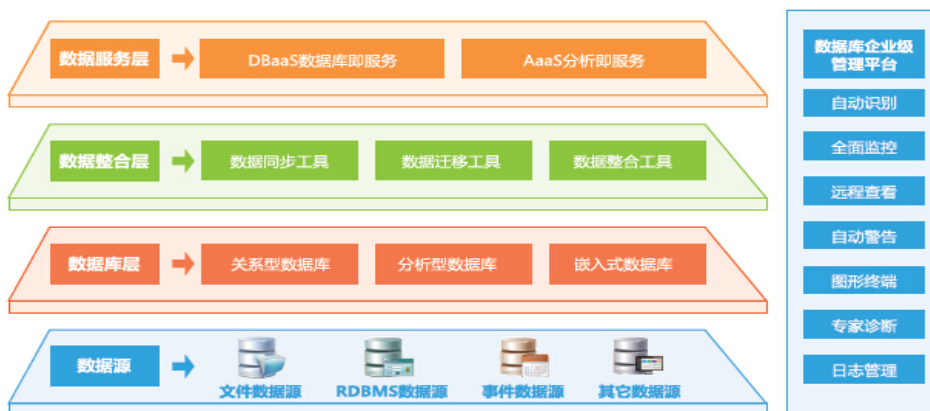 数据服务层
DBaaS数据库即服务
AaaS分析即服务
数据整合层
数据同步工具
数据迁移工具
数据整合工具
数据库层
关系型数据库
分析型数据库
嵌入式数据库
数据源
文件数据源
RDBMS数据源
事件数据源
其它数据源
数据库企业级
管理平台
自动识别
全面监控
远程查看
自动警告
图形终端
专家诊断
日志管理